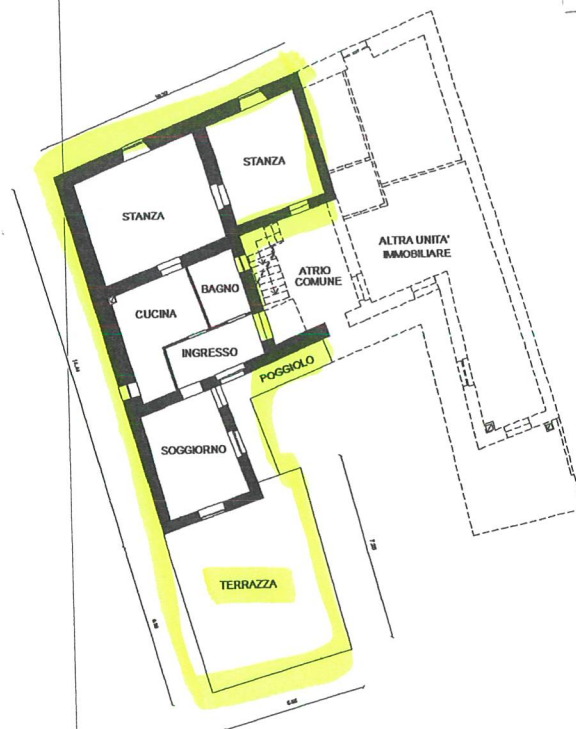 STANZA
STANZA
ALTRA UNITA'
IMMOBILIARE
ATRIO
COMUNE
BAGNO
CUCINA
INGRESSO
POGGIOLO
SOGGIORNO
TERRAZZA